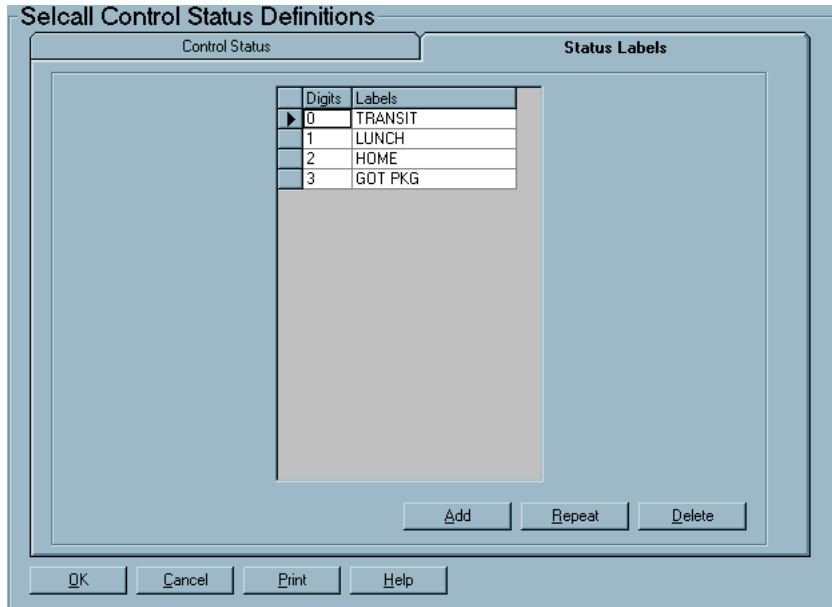 Selcall Control Status Definitions
Control Status Status Labels
Digits Labels
0 TRANSIT
1 LUNCH
2 HOME
3 GOT PKG
Add Repeat Delete
OK Cancel Print Help